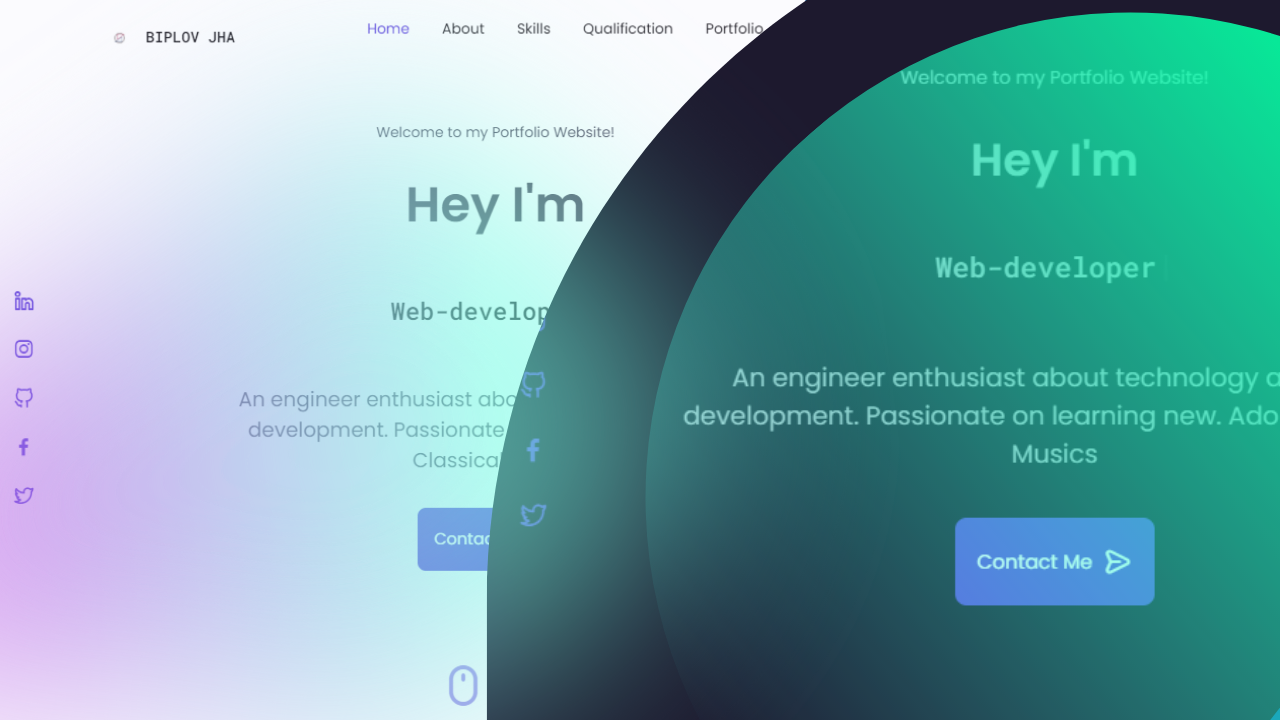 BIPLOV JHA
Home About Skills Qualification Portfolio
Welcome to my Portfolio Website!
Hey I'm
Web-develop
An engineer enthusiast abo
development. Passionate
Classical
Contac
Welcome to my Portfolio Website!
Hey I'm
Web-developer
An engineer enthusiast about technology a
development. Passionate on learning new. Ado
Musics
Contact Me